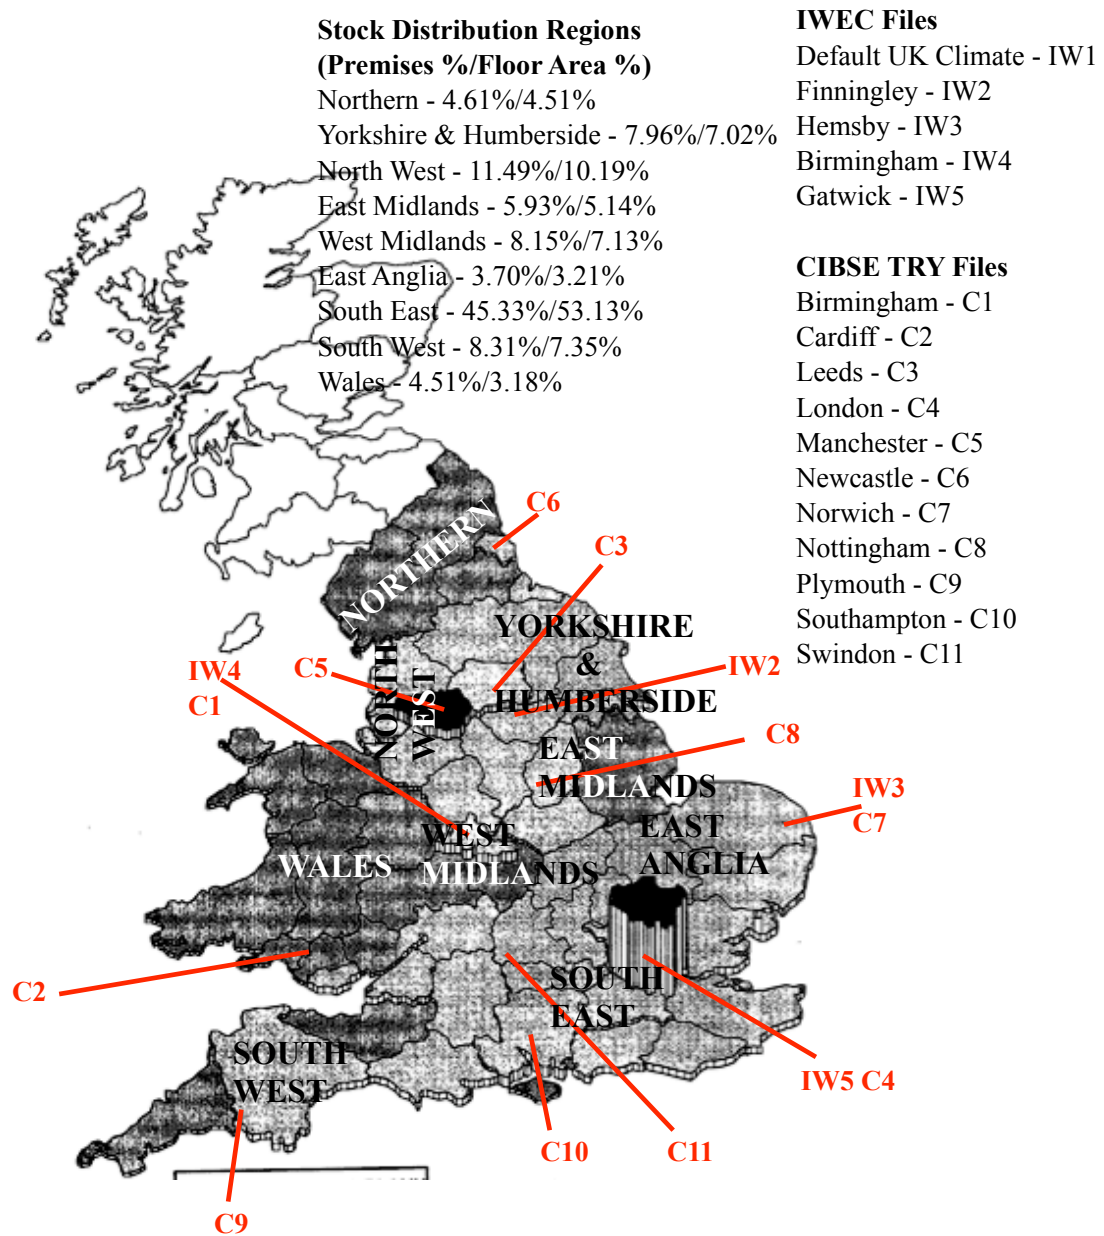 Stock Distribution Regions
(Premises %/Floor Area %)
Northern - 4.61%/4.51%
Yorkshire & Humberside - 7.96%/7.02%
North West - 11.49%/10.19%
East Midlands - 5.93%/5.14%
West Midlands - 8.15%/7.13%
East Anglia - 3.70%/3.21%
South East - 45.33%/53.13%
South West - 8.31%/7.35%
Wales - 4.51%/3.18%
IWEC Files
Default UK Climate - IW1
Finningley - IW2
Hemsby - IW3
Birmingham - IW4
Gatwick - IW5
CIBSE TRY Files
Birmingham - C1
Cardiff - C2
Leeds - C3
London - C4
Manchester - C5
Newcastle - C6
Norwich - C7
Nottingham - C8
Plymouth - C9
Southampton - C10
Swindon - C11
C6
NORTHERN
C3
YORKSHIRE
&
HUMBERSIDE
IW4
C1
C5
NORTH
WEST
IW2
C8
EAST
MIDLANDS
IW3
C7
WEST
MIDLANDS
EAST
ANGLIA
WALES
C2
SOUTH
EAST
SOUTH
WEST
IW5 C4
C10
C11
C9